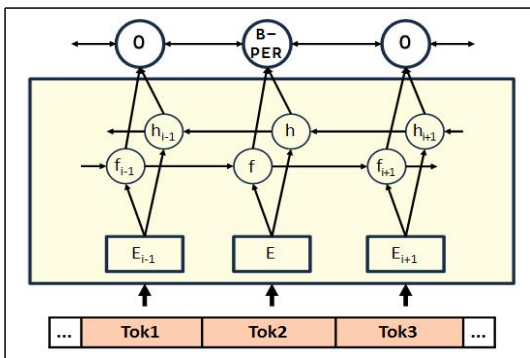 O B-PER O
h_{i-1} h h_{i+1}
f_{i-1} f f_{i+1}
E_{i-1} E E_{i+1}
... Tok1 Tok2 Tok3 ...